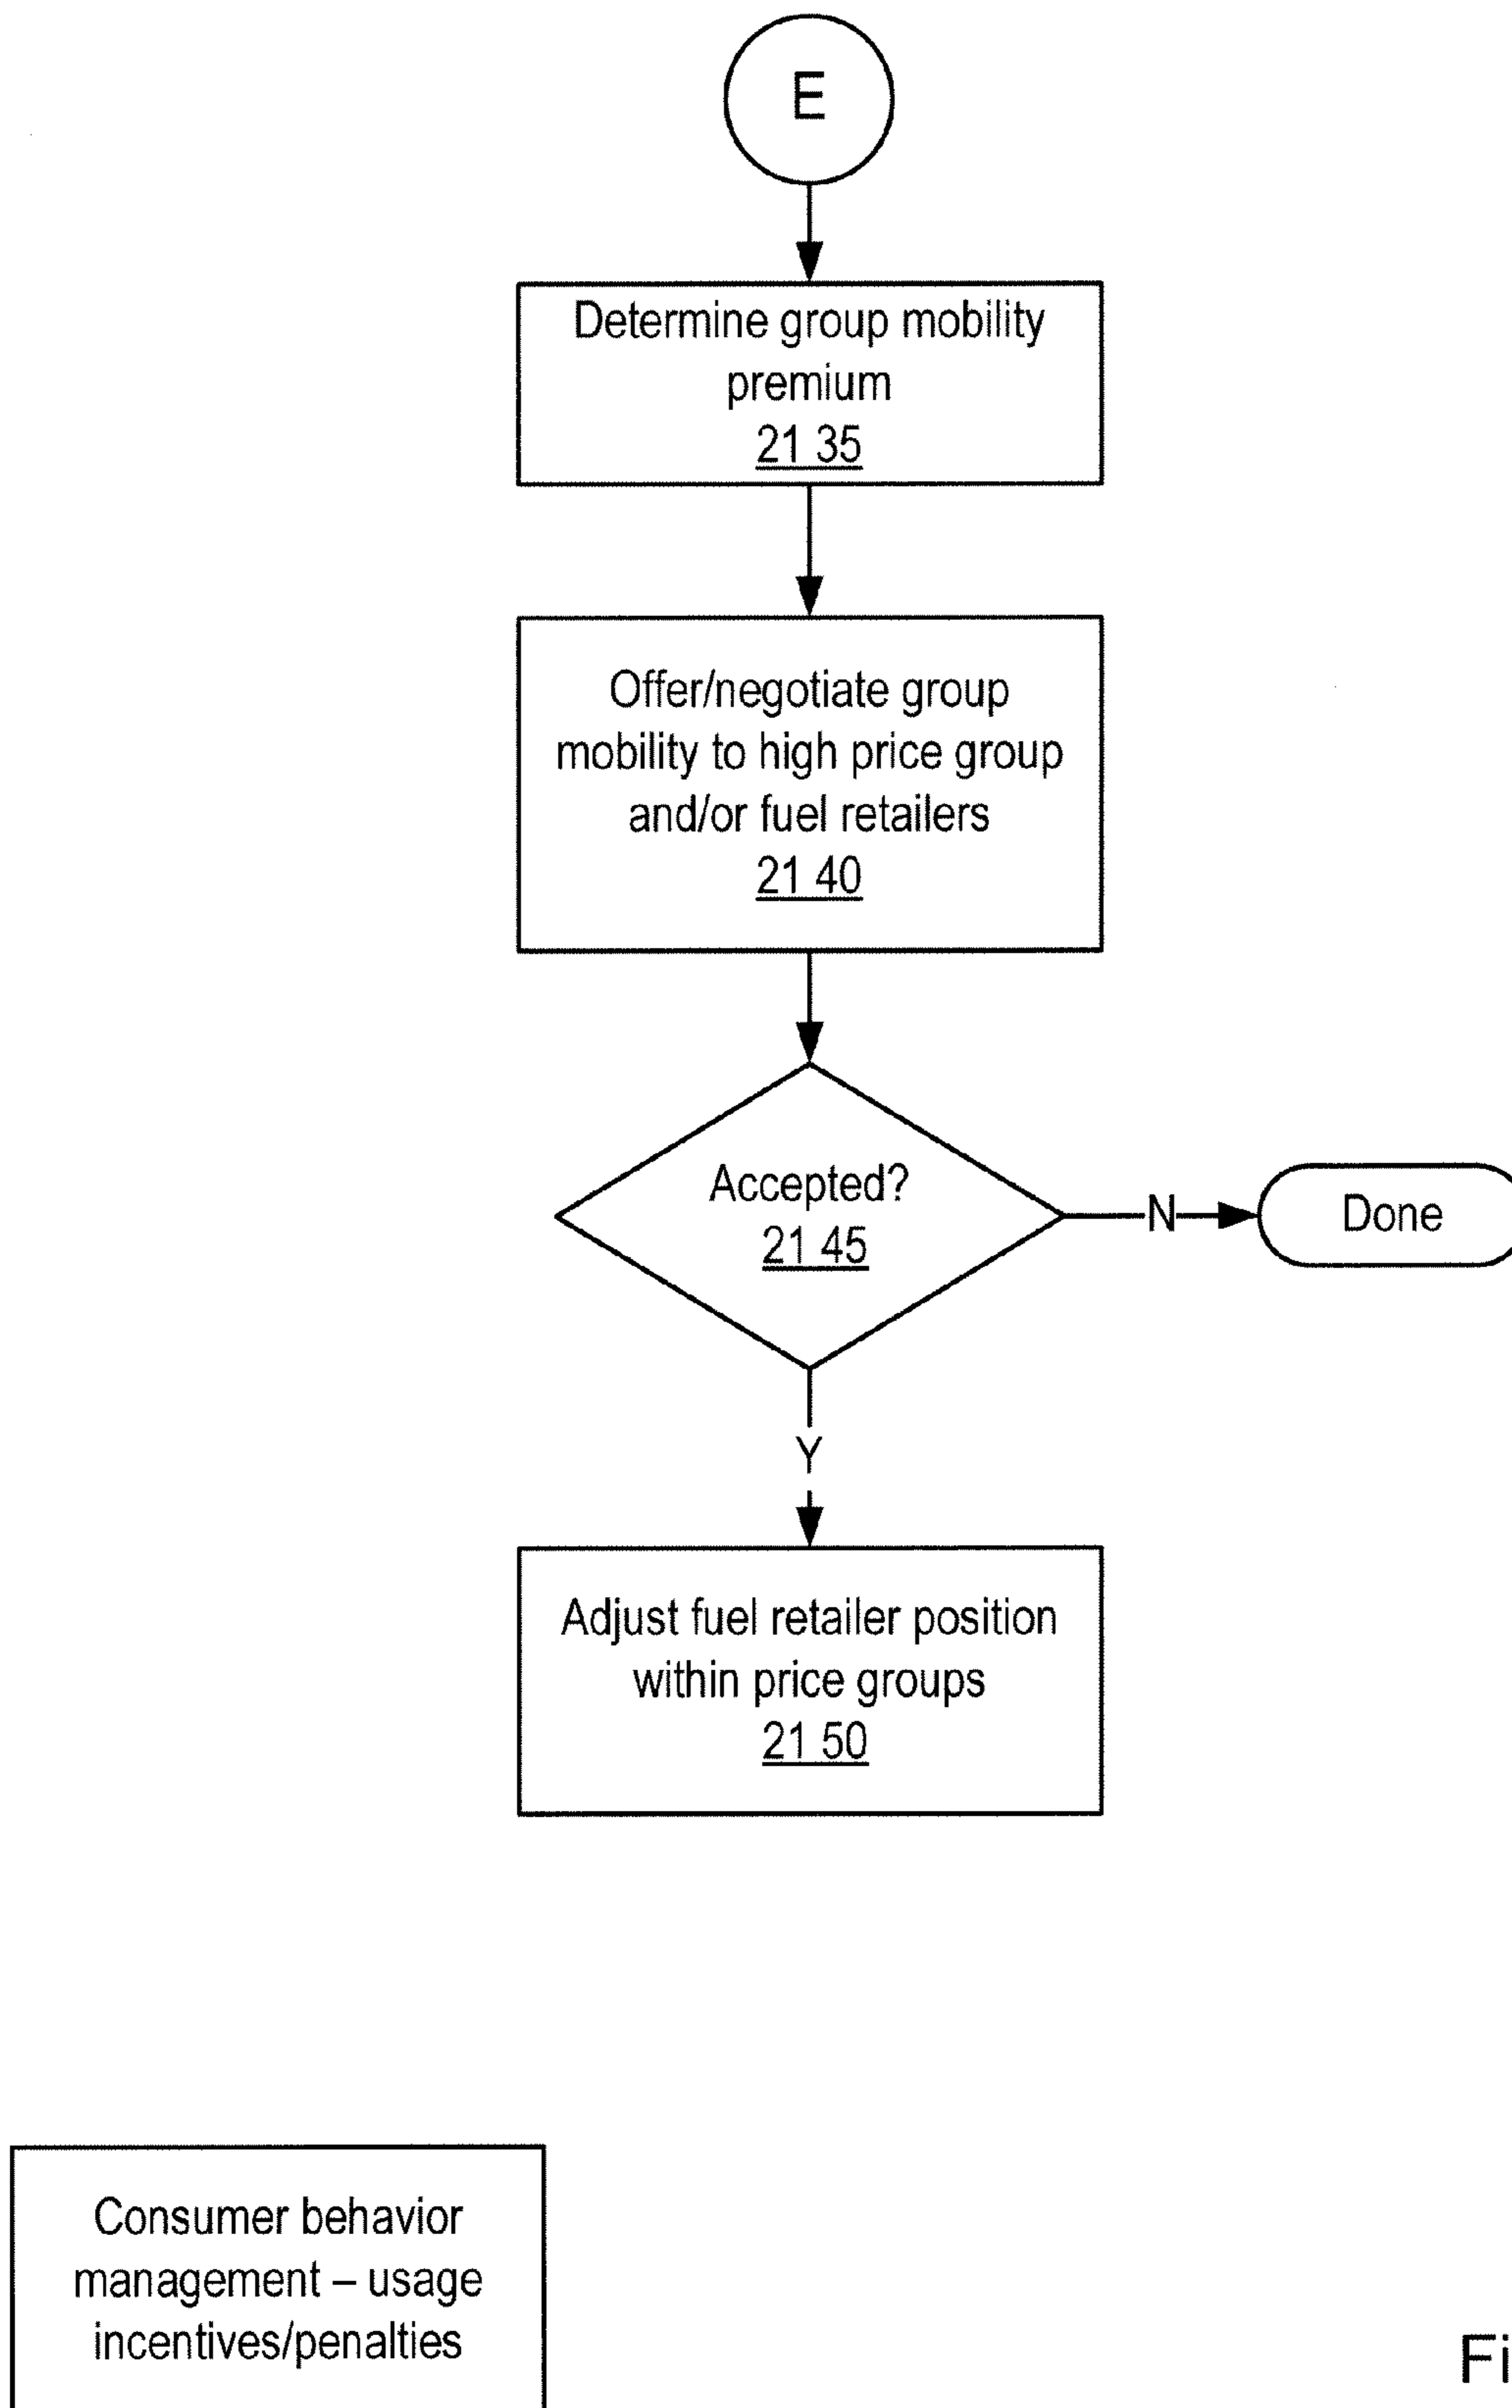 E
Determine group mobility
premium
21 35
Offer/negotiate group
mobility to high price group
and/or fuel retailers
21 40
Accepted?
21 45
N
Done
Y
Adjust fuel retailer position
within price groups
21 50
Consumer behavior
management – usage
incentives/penalties
Fi